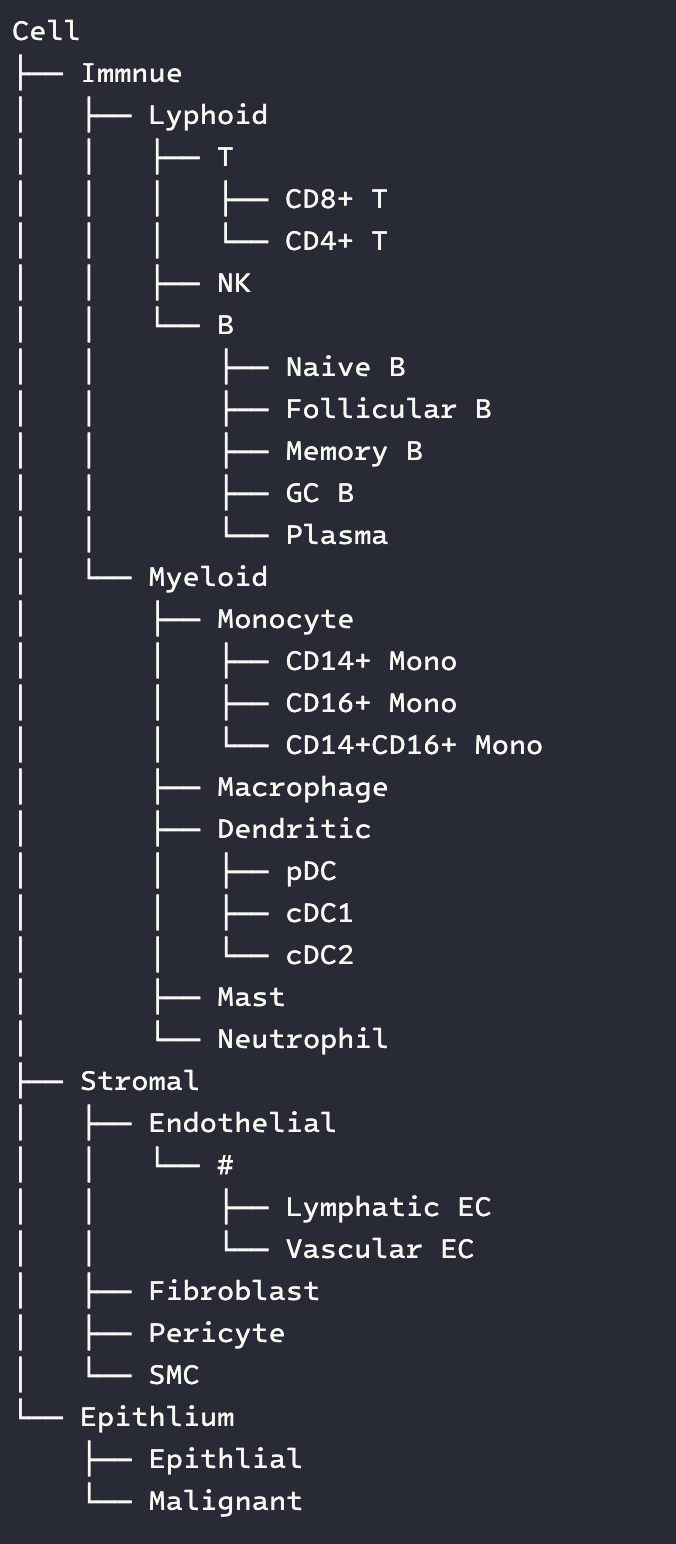 Cell
├── Immnue
│   ├── Lyphoid
│   │   ├── T
│   │   │   ├── CD8+ T
│   │   │   └── CD4+ T
│   │   ├── NK
│   │   └── B
│   │       ├── Naive B
│   │       ├── Follicular B
│   │       ├── Memory B
│   │       ├── GC B
│   │       └── Plasma
│   └── Myeloid
│       ├── Monocyte
│       │   ├── CD14+ Mono
│       │   ├── CD16+ Mono
│       │   └── CD14+CD16+ Mono
│       ├── Macrophage
│       ├── Dendritic
│       │   ├── pDC
│       │   ├── cDC1
│       │   └── cDC2
│       ├── Mast
│       └── Neutrophil
├── Stromal
│   ├── Endothelial
│   │   └── #
│   │       ├── Lymphatic EC
│   │       └── Vascular EC
│   ├── Fibroblast
│   ├── Pericyte
│   └── SMC
└── Epithlium
    ├── Epithlial
    └── Malignant